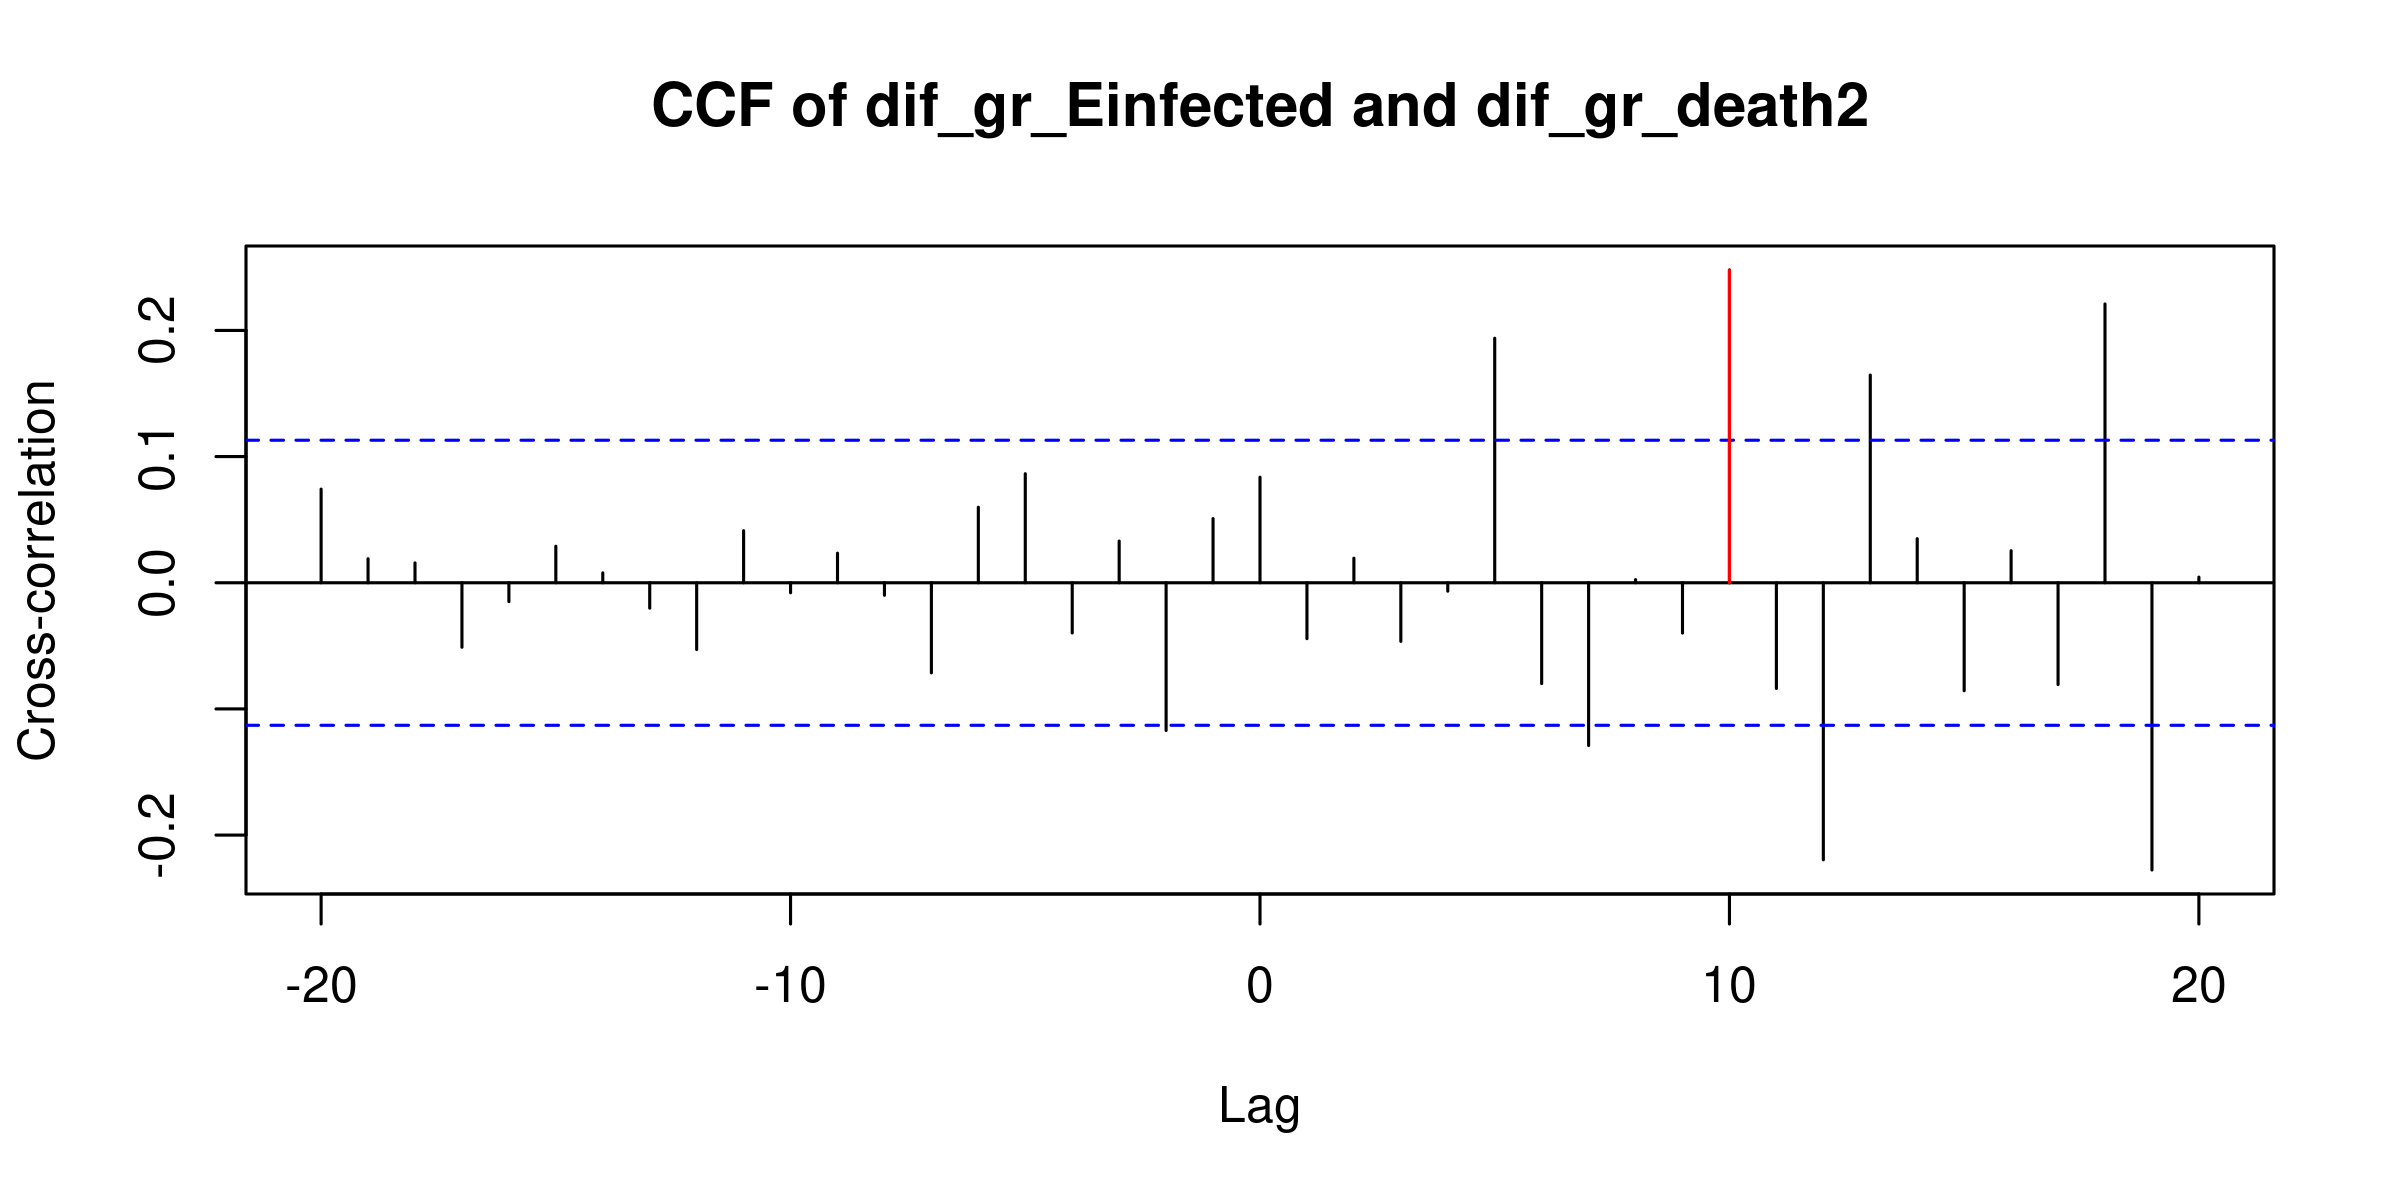 CCF of dif_gr_Einfected and dif_gr_death2
Cross-correlation
0.2
0.1
0.0
-0.2
-20 -10 0 10 20
Lag